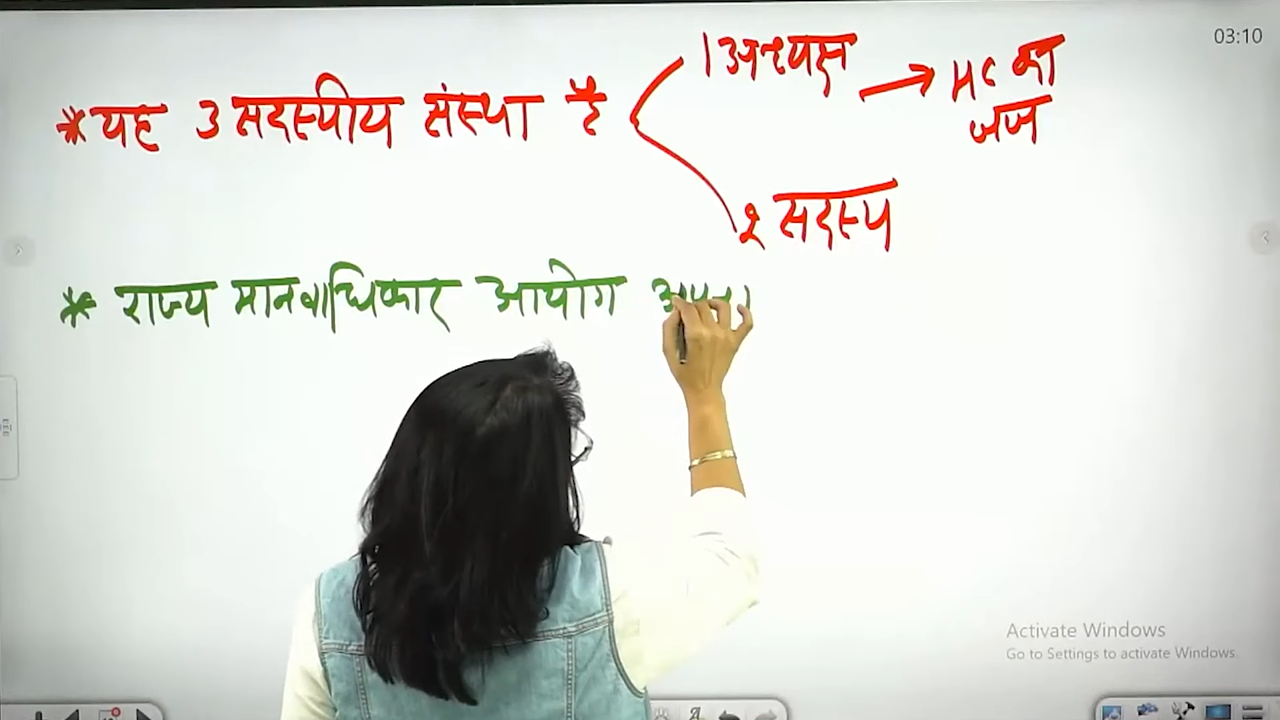 03:10
* यह 3 सदस्यीय संस्था है
1 अध्यक्ष → HC का
जज
2 सदस्य
* राज्य मानवाधिकार आयोग
Activate Windows
Go to Settings to activate Windows.